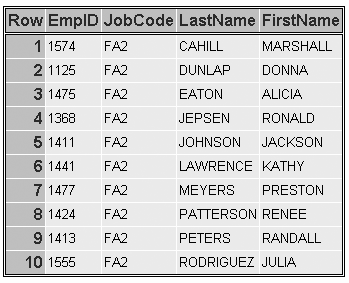 Row EmpID JobCode LastName FirstName
1 1574 FA2 CAHILL MARSHALL
2 1125 FA2 DUNLAP DONNA
3 1475 FA2 EATON ALICIA
4 1368 FA2 JEPSEN RONALD
5 1411 FA2 JOHNSON JACKSON
6 1441 FA2 LAWRENCE KATHY
7 1477 FA2 MEYERS PRESTON
8 1424 FA2 PATTERSON RENEE
9 1413 FA2 PETERS RANDALL
10 1555 FA2 RODRIGUEZ JULIA